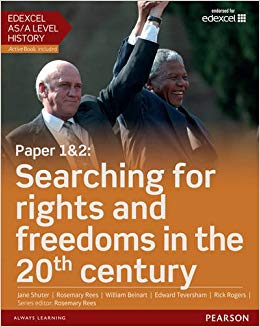 EDEXCEL
AS/A LEVEL
HISTORY
ActiveBook included
endorsed for
edexcel
Paper 1&2:
Searching for
rights and
freedoms in the
20th century
Jane Shuter | Rosemary Rees | William Beinart | Edward Teversham | Rick Rogers
Series editor: Rosemary Rees
ALWAYS LEARNING
PEARSON